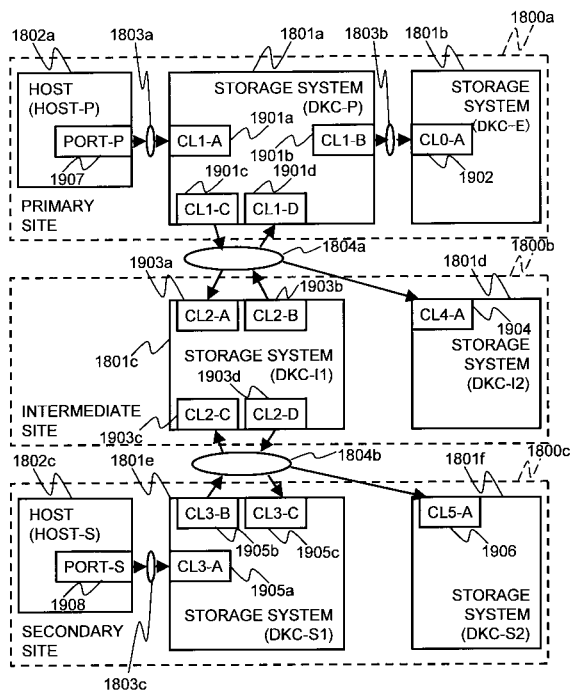 1800a
1802a
1803a
1801a
1803b
1801b
HOST
(HOST-P)
STORAGE SYSTEM
(DKC-P)
STORAGE
SYSTEM
(DKC-E)
PORT-P
CL1-A
1901a
CL1-B
CL0-A
1907
1901b
1902
1901c
1901d
CL1-C
CL1-D
PRIMARY
SITE
1804a
1800b
1903a
1903b
1801d
CL2-A
CL2-B
CL4-A
1904
1801c
STORAGE SYSTEM
(DKC-I1)
1903d
STORAGE
SYSTEM
(DKC-I2)
CL2-C
CL2-D
INTERMEDIATE
SITE
1903c
1804b
1800c
1802c
1801e
1801f
HOST
(HOST-S)
CL3-B
CL3-C
CL5-A
1905b
1905c
1906
PORT-S
CL3-A
1908
1905a
STORAGE SYSTEM
(DKC-S1)
STORAGE
SYSTEM
(DKC-S2)
SECONDARY
SITE
1803c